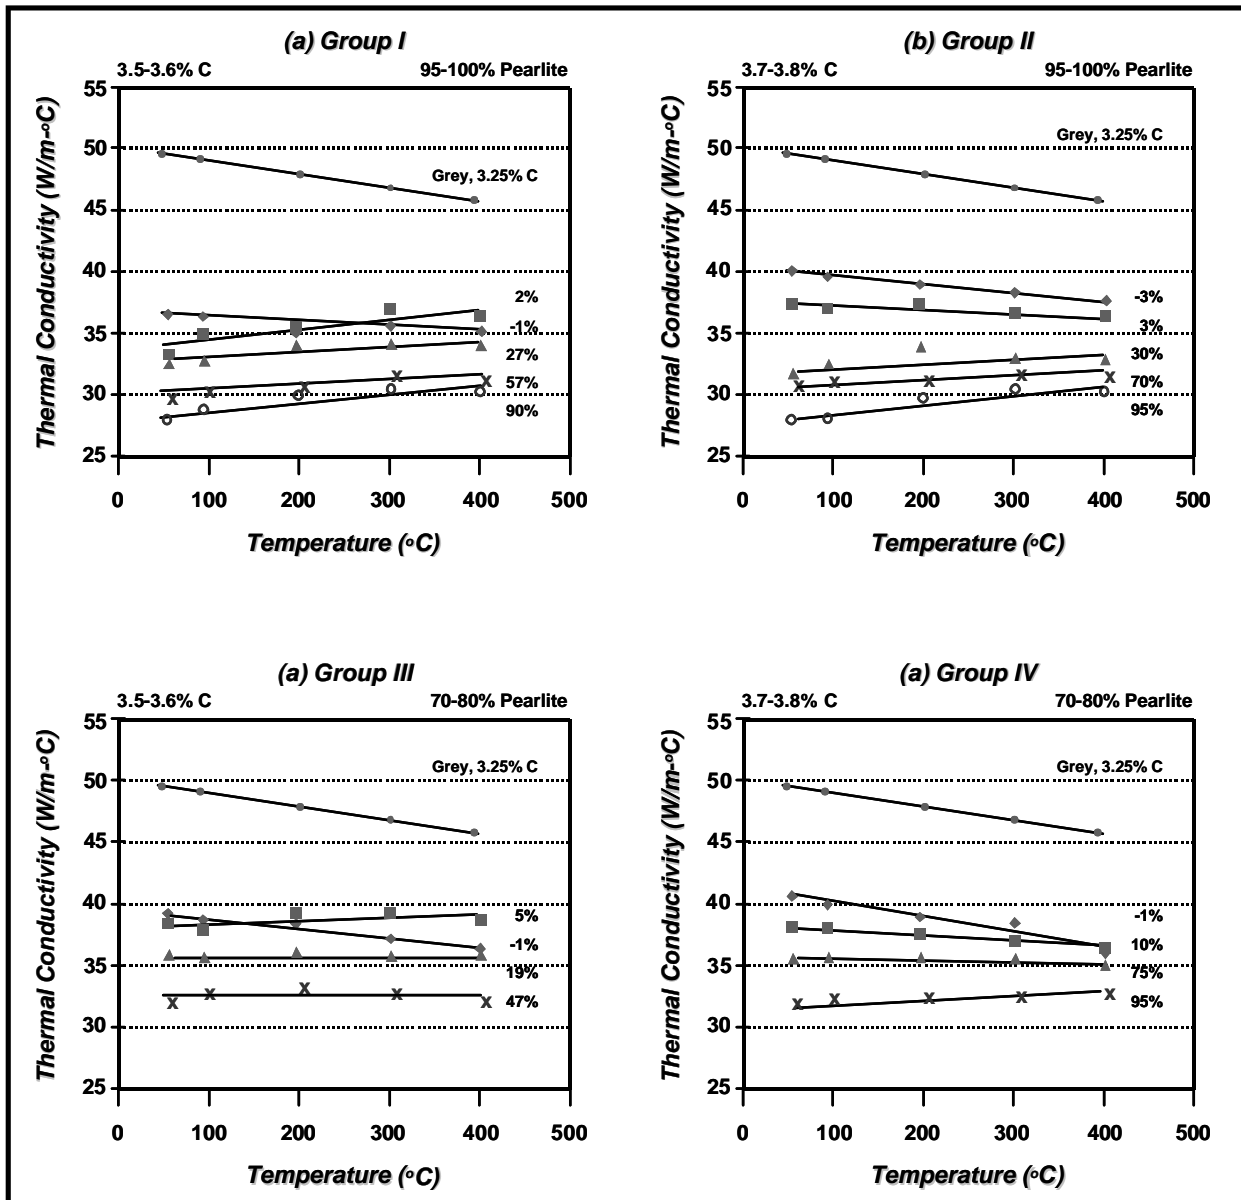 (a) Group I
3.5-3.6% C 95-100% Pearlite
Thermal Conductivity (W/m-°C)
55
50
45
40
35
30
25
Grey, 3.25% C
2%
-1%
27%
57%
90%
0 100 200 300 400 500
Temperature (°C)
(b) Group II
3.7-3.8% C 95-100% Pearlite
Thermal Conductivity (W/m-°C)
55
50
45
40
35
30
25
Grey, 3.25% C
-3%
3%
30%
70%
95%
0 100 200 300 400 500
Temperature (°C)
(a) Group III
3.5-3.6% C 70-80% Pearlite
Thermal Conductivity (W/m-°C)
55
50
45
40
35
30
25
Grey, 3.25% C
5%
-1%
19%
47%
0 100 200 300 400 500
Temperature (°C)
(a) Group IV
3.7-3.8% C 70-80% Pearlite
Thermal Conductivity (W/m-°C)
55
50
45
40
35
30
25
Grey, 3.25% C
-1%
10%
75%
95%
0 100 200 300 400 500
Temperature (°C)